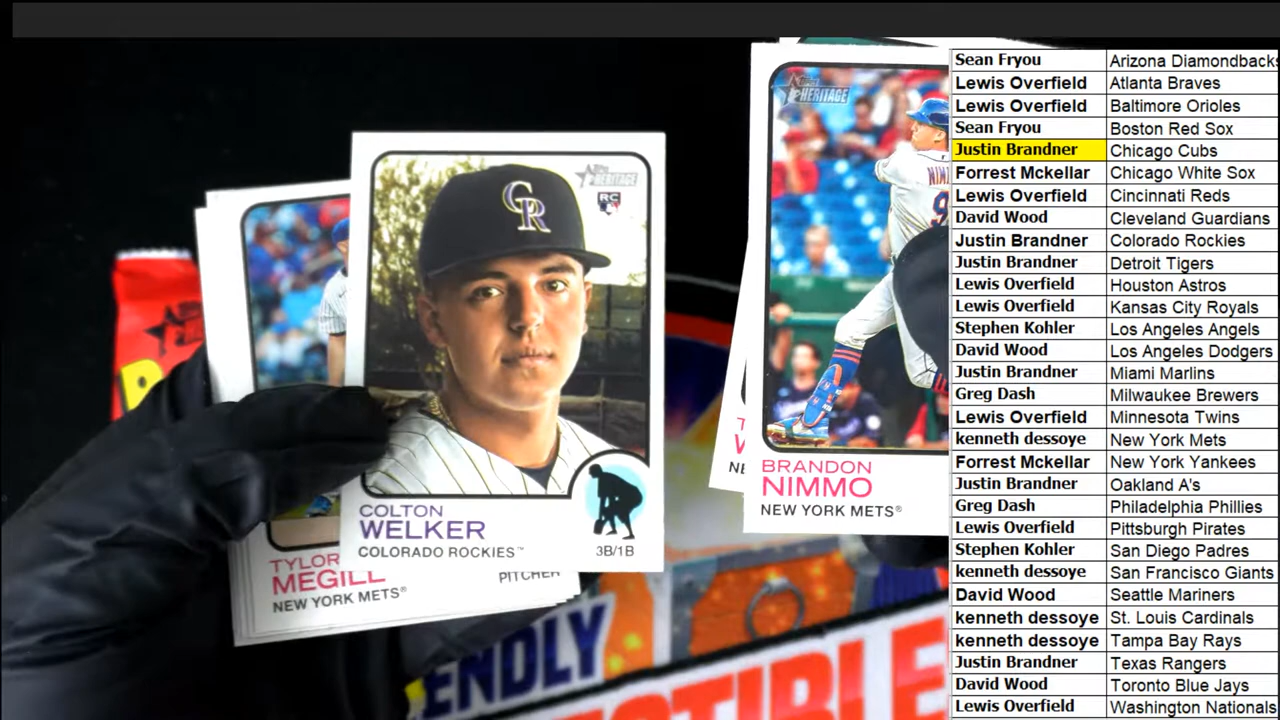 Topps
HERITAGE
RC
CR
COLTON
WELKER
COLORADO ROCKIES™
3B/1B
TYLOR
MEGILL
NEW YORK METS®
PITCHER
Topps
HERITAGE
BRANDON
NIMMO
NEW YORK METS®
NE
ENDLY
Sean Fryou Arizona Diamondbacks
Lewis Overfield Atlanta Braves
Lewis Overfield Baltimore Orioles
Sean Fryou Boston Red Sox
Justin Brandner Chicago Cubs
Forrest Mckellar Chicago White Sox
Lewis Overfield Cincinnati Reds
David Wood Cleveland Guardians
Justin Brandner Colorado Rockies
Justin Brandner Detroit Tigers
Lewis Overfield Houston Astros
Lewis Overfield Kansas City Royals
Stephen Kohler Los Angeles Angels
David Wood Los Angeles Dodgers
Justin Brandner Miami Marlins
Greg Dash Milwaukee Brewers
Lewis Overfield Minnesota Twins
kenneth dessoye New York Mets
Forrest Mckellar New York Yankees
Justin Brandner Oakland A's
Greg Dash Philadelphia Phillies
Lewis Overfield Pittsburgh Pirates
Stephen Kohler San Diego Padres
kenneth dessoye San Francisco Giants
David Wood Seattle Mariners
kenneth dessoye St. Louis Cardinals
kenneth dessoye Tampa Bay Rays
Justin Brandner Texas Rangers
David Wood Toronto Blue Jays
Lewis Overfield Washington Nationals